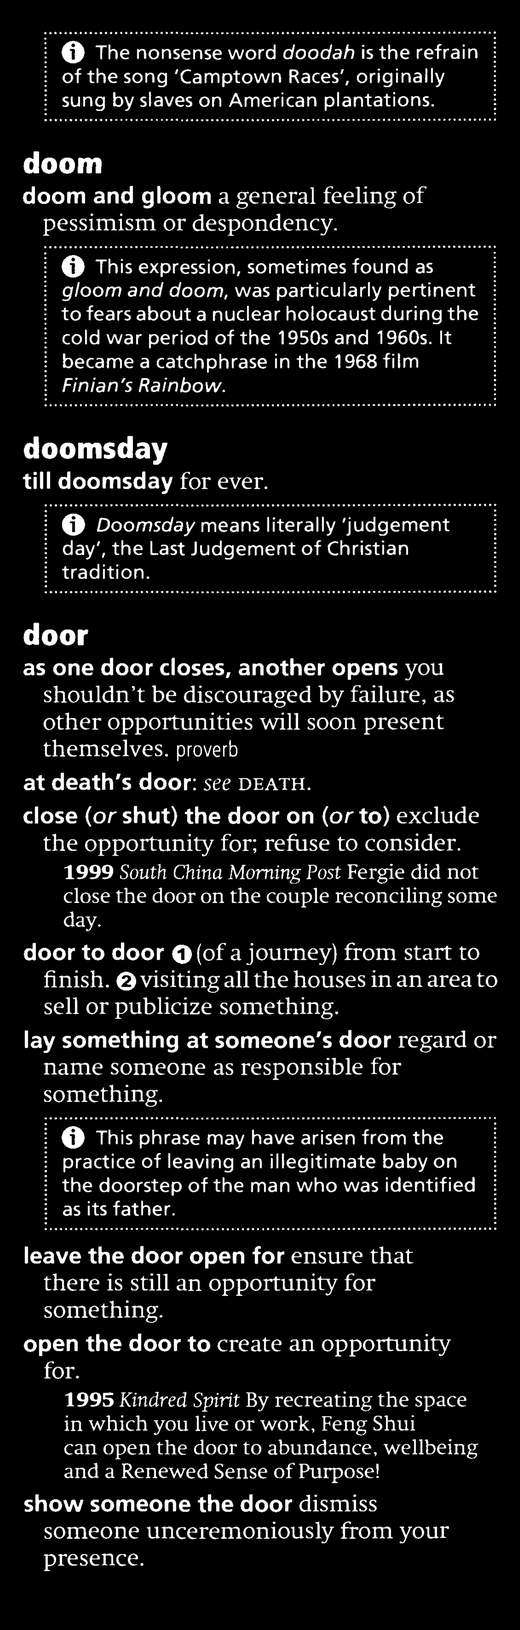 ⓘ The nonsense word doodah is the refrain
of the song ‘Camptown Races’, originally
sung by slaves on American plantations.
doom
doom and gloom a general feeling of
pessimism or despondency.
ⓘ This expression, sometimes found as
gloom and doom, was particularly pertinent
to fears about a nuclear holocaust during the
cold war period of the 1950s and 1960s. It
became a catchphrase in the 1968 film
Finian’s Rainbow.
doomsday
till doomsday for ever.
ⓘ Doomsday means literally ‘judgement
day’, the Last Judgement of Christian
tradition.
door
as one door closes, another opens you
shouldn’t be discouraged by failure, as
other opportunities will soon present
themselves. proverb
at death’s door: see DEATH.
close (or shut) the door on (or to) exclude
the opportunity for; refuse to consider.
1999 South China Morning Post Fergie did not
close the door on the couple reconciling some
day.
door to door ❶ (of a journey) from start to
finish. ❷ visiting all the houses in an area to
sell or publicize something.
lay something at someone’s door regard or
name someone as responsible for
something.
ⓘ This phrase may have arisen from the
practice of leaving an illegitimate baby on
the doorstep of the man who was identified
as its father.
leave the door open for ensure that
there is still an opportunity for
something.
open the door to create an opportunity
for.
1995 Kindred Spirit By recreating the space
in which you live or work, Feng Shui
can open the door to abundance, wellbeing
and a Renewed Sense of Purpose!
show someone the door dismiss
someone unceremoniously from your
presence.